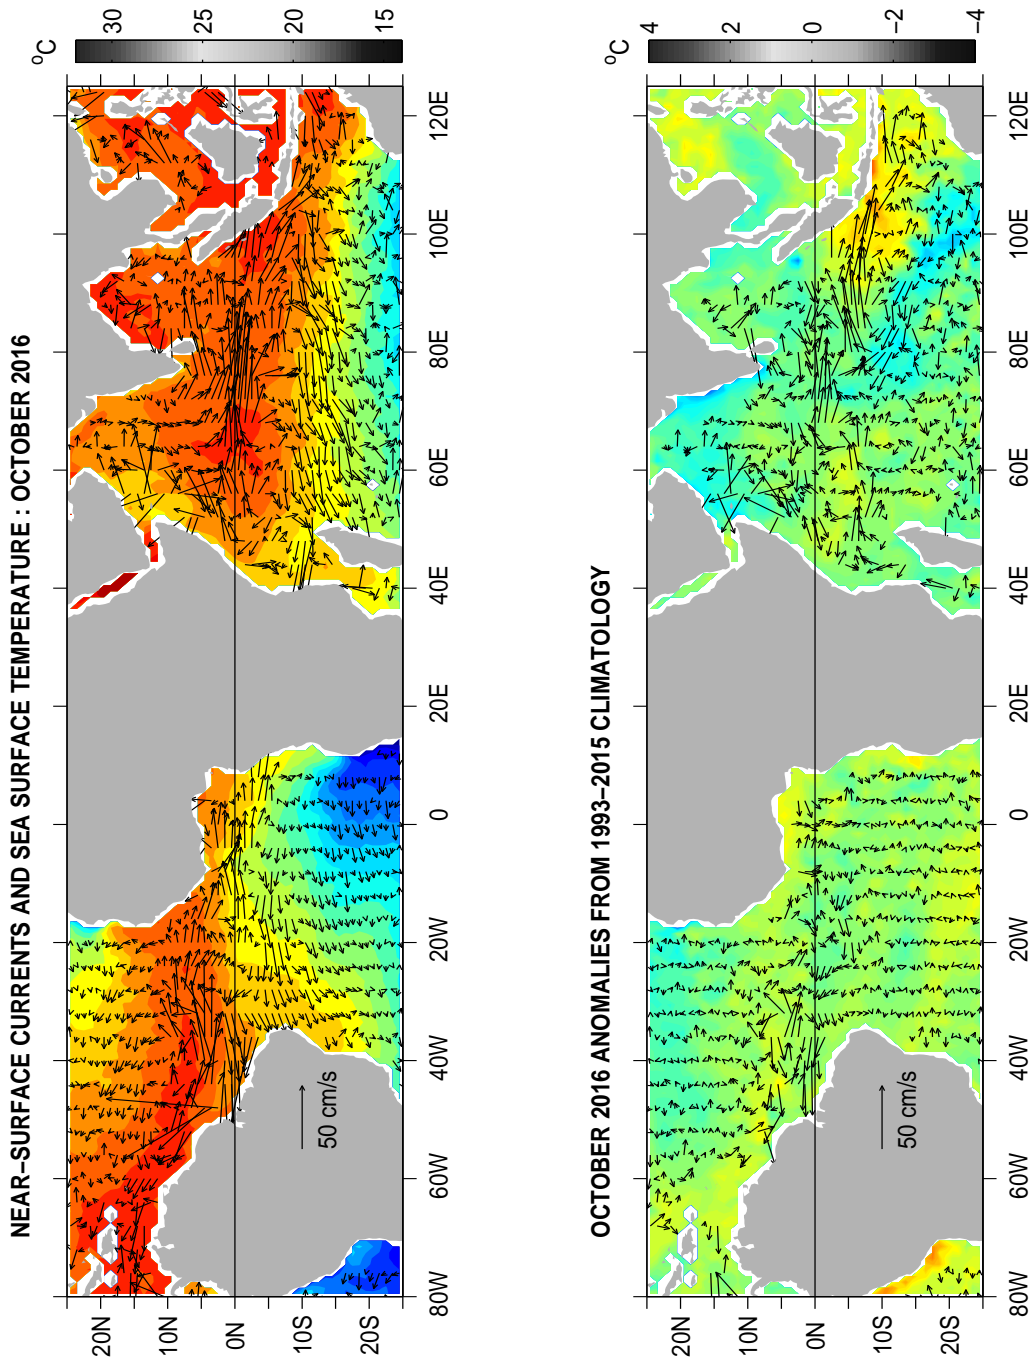 NEAR–SURFACE CURRENTS AND SEA SURFACE TEMPERATURE : OCTOBER 2016
20N
10N
0N
10S
20S
80W
60W
40W
20W
0
20E
40E
60E
80E
100E
120E
50 cm/s
°C
30
25
20
15
OCTOBER 2016 ANOMALIES FROM 1993–2015 CLIMATOLOGY
20N
10N
0N
10S
20S
80W
60W
40W
20W
0
20E
40E
60E
80E
100E
120E
50 cm/s
°C
4
2
0
−2
−4